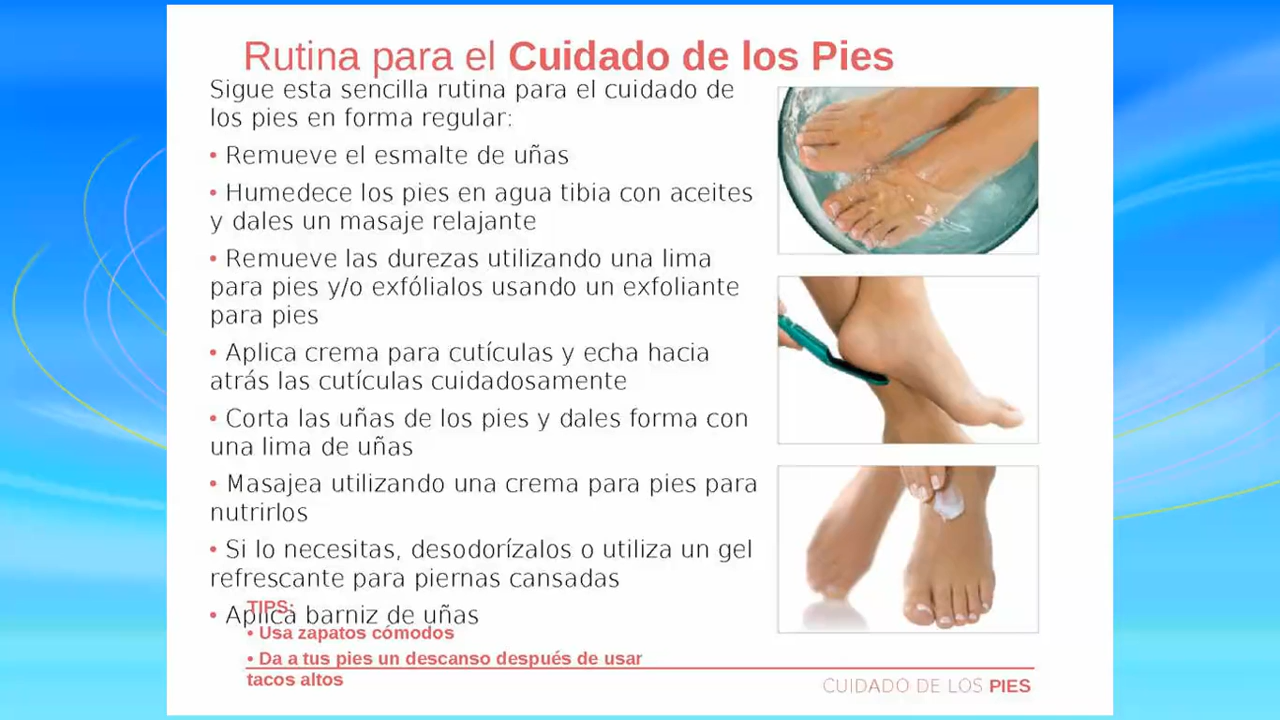 Rutina para el Cuidado de los Pies
Sigue esta sencilla rutina para el cuidado de
los pies en forma regular:
• Remueve el esmalte de uñas
• Humedece los pies en agua tibia con aceites
y dales un masaje relajante
• Remueve las durezas utilizando una lima
para pies y/o exfólialos usando un exfoliante
para pies
• Aplica crema para cutículas y echa hacia
atrás las cutículas cuidadosamente
• Corta las uñas de los pies y dales forma con
una lima de uñas
• Masajea utilizando una crema para pies para
nutrirlos
• Si lo necesitas, desodorízalos o utiliza un gel
refrescante para piernas cansadas
• Aplica barniz de uñas
TIPS:
• Usa zapatos cómodos
• Da a tus pies un descanso después de usar
tacos altos
CUIDADO DE LOS PIES